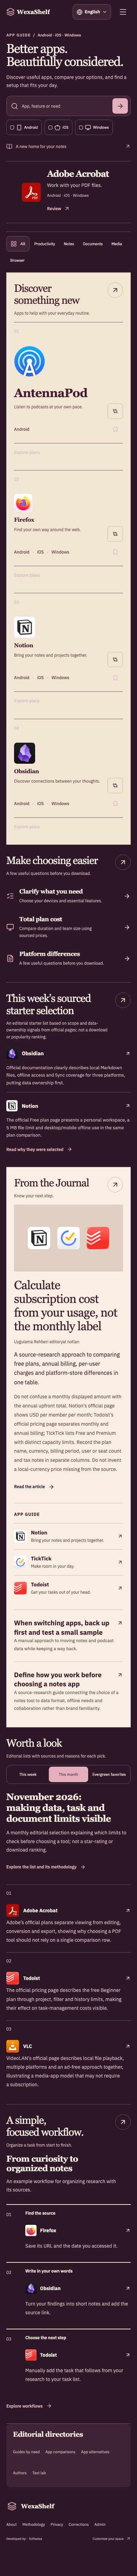 WexaShelf
English
APP GUIDE / Android · iOS · Windows
Better apps.
Beautifully considered.
Discover useful apps, compare your options, and find a
setup that fits your day.
App, feature or need
Android
iOS
Windows
A new home for your notes
Adobe Acrobat
Work with your PDF files.
Android · iOS · Windows
Review
All
Productivity
Notes
Documents
Media
Browser
Discover
something new
Apps to help with your everyday routine.
01
AntennaPod
Listen to podcasts at your own pace.
Android
02
Firefox
Find your own way around the web.
Android · iOS · Windows
03
Notion
Bring your notes and projects together.
Android · iOS · Windows
04
Obsidian
Discover connections between your thoughts.
Android · iOS · Windows
Make choosing easier
A few useful questions before you download.
Clarify what you need
Choose your devices and essential features.
Total plan cost
Compare duration and team size using
sourced prices.
Platform differences
A few useful questions before you download.
This week's sourced
starter selection
An editorial starter list based on scope and data-
ownership signals from official pages; not a download
or popularity ranking.
Obsidian
Official documentation clearly describes local Markdown
files, offline access and Sync costs beyond those platforms,
putting data ownership first.
Notion
The official Free plan page presents a personal workspace, a
5 MB file limit and desktop/mobile offline use in the same
plan comparison.
Read why they were selected
From the Journal
Know your next step.
Calculate
subscription cost
from your usage, not
the monthly label
Uygulama Rehberi editoryal notları
A source-grounded approach to comparing
free plans, annual billing, per-user
charges and platform-store differences in
one table.
Do not confuse a monthly displayed amount with
the annual upfront total. Notion's official page
shows USD per member per month; Todoist's
official pricing page separates monthly and
annual billing; TickTick lists Free and Premium
with distinct capacity limits. Record the plan
name, currency, billing period, user or seat count
and tax note in separate columns. Do not invent
a local-currency price missing from the source.
Read the article
APP GUIDE
Notion
Bring your notes and projects together.
TickTick
Make room in your day.
Todoist
Get your tasks out of your head.
When switching apps, back up
first and test a small sample
A manual approach to moving notes and podcast
data while keeping a way back.
Define how you work before
choosing a notes app
A source-grounded guide connecting the choice of a
notes app to data format, offline needs and
collaboration rather than brand familiarity.
Worth a look
Editorial lists with sources and reasons for each pick.
This week
This month
Evergreen favorites
November 2026:
making data, task and
document limits visible
A monthly editorial selection explaining which limits to
check before choosing a tool; not a star-rating or
download ranking.
Explore the list and its methodology
01
Adobe Acrobat
Adobe's official plans separate viewing from editing,
conversion and export, showing why choosing a PDF
tool should not rely on a single comparison price.
02
Todoist
The official pricing page describes the free Beginner
plan through project, filter and history limits, making
their effect on task-management costs visible.
03
VLC
VideoLAN's official page describes local file playback,
multiple platforms and an ad-free approach together,
illustrating a media-app model that may not require
a subscription.
A simple,
focused workflow.
Organize a task from start to finish.
From curiosity to
organized notes
An example workflow for organizing research with
its sources.
01
Find the source
Firefox
Save its URL and the date you accessed it.
02
Write in your own words
Obsidian
Turn your findings into short notes and add the
source link.
03
Choose the next step
Todoist
Manually add the task that follows from your
research to your task list.
Explore workflows
Editorial directories
Guides by need
App comparisons
App alternatives
Authors
Test lab
WexaShelf
About
Methodology
Privacy
Corrections
Admin
Developed by
Customize your space